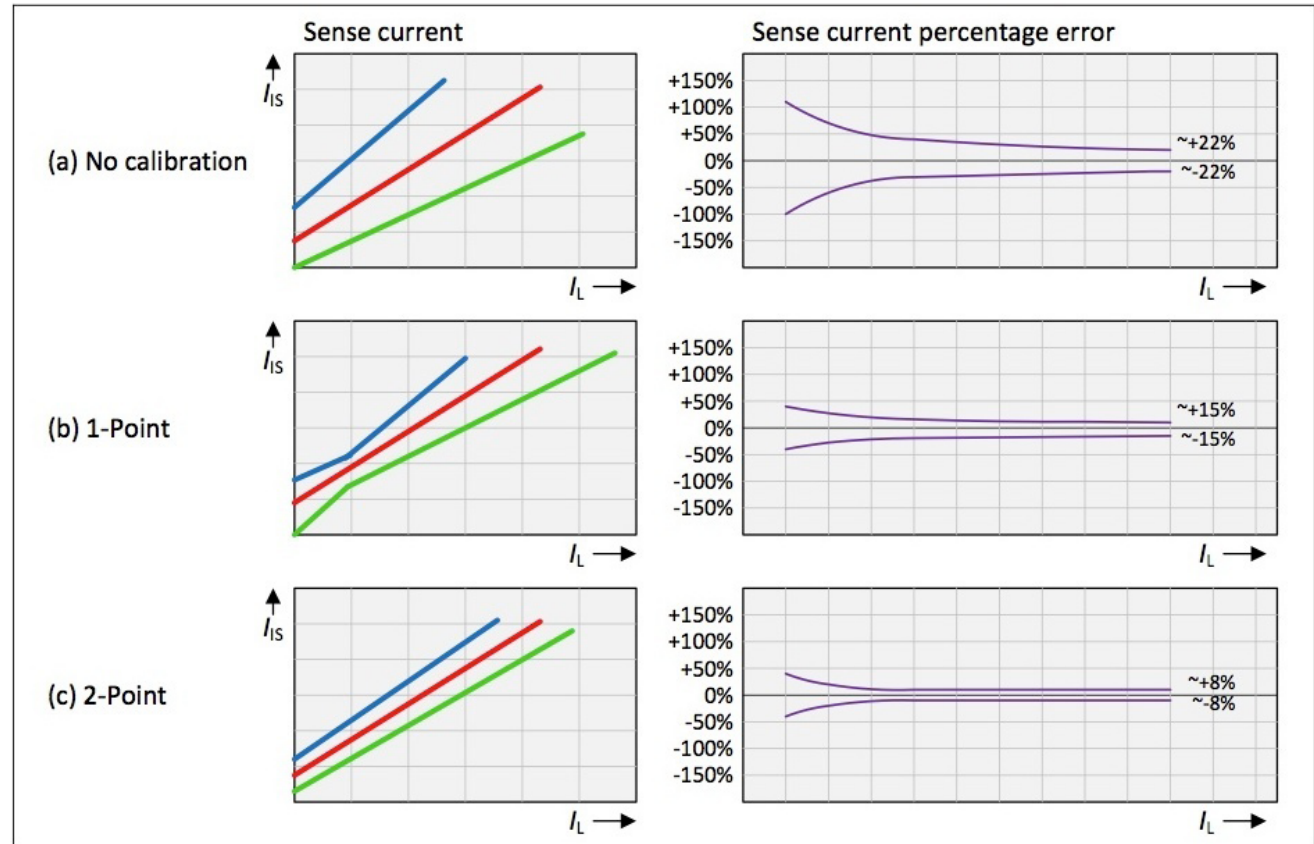 Sense current
Sense current percentage error
(a) No calibration
IIS
IL
+150%
+100%
+50%
0%
-50%
-100%
-150%
~+22%
~-22%
IL
(b) 1-Point
IIS
IL
+150%
+100%
+50%
0%
-50%
-100%
-150%
~+15%
~-15%
IL
(c) 2-Point
IIS
IL
+150%
+100%
+50%
0%
-50%
-100%
-150%
~+8%
~-8%
IL